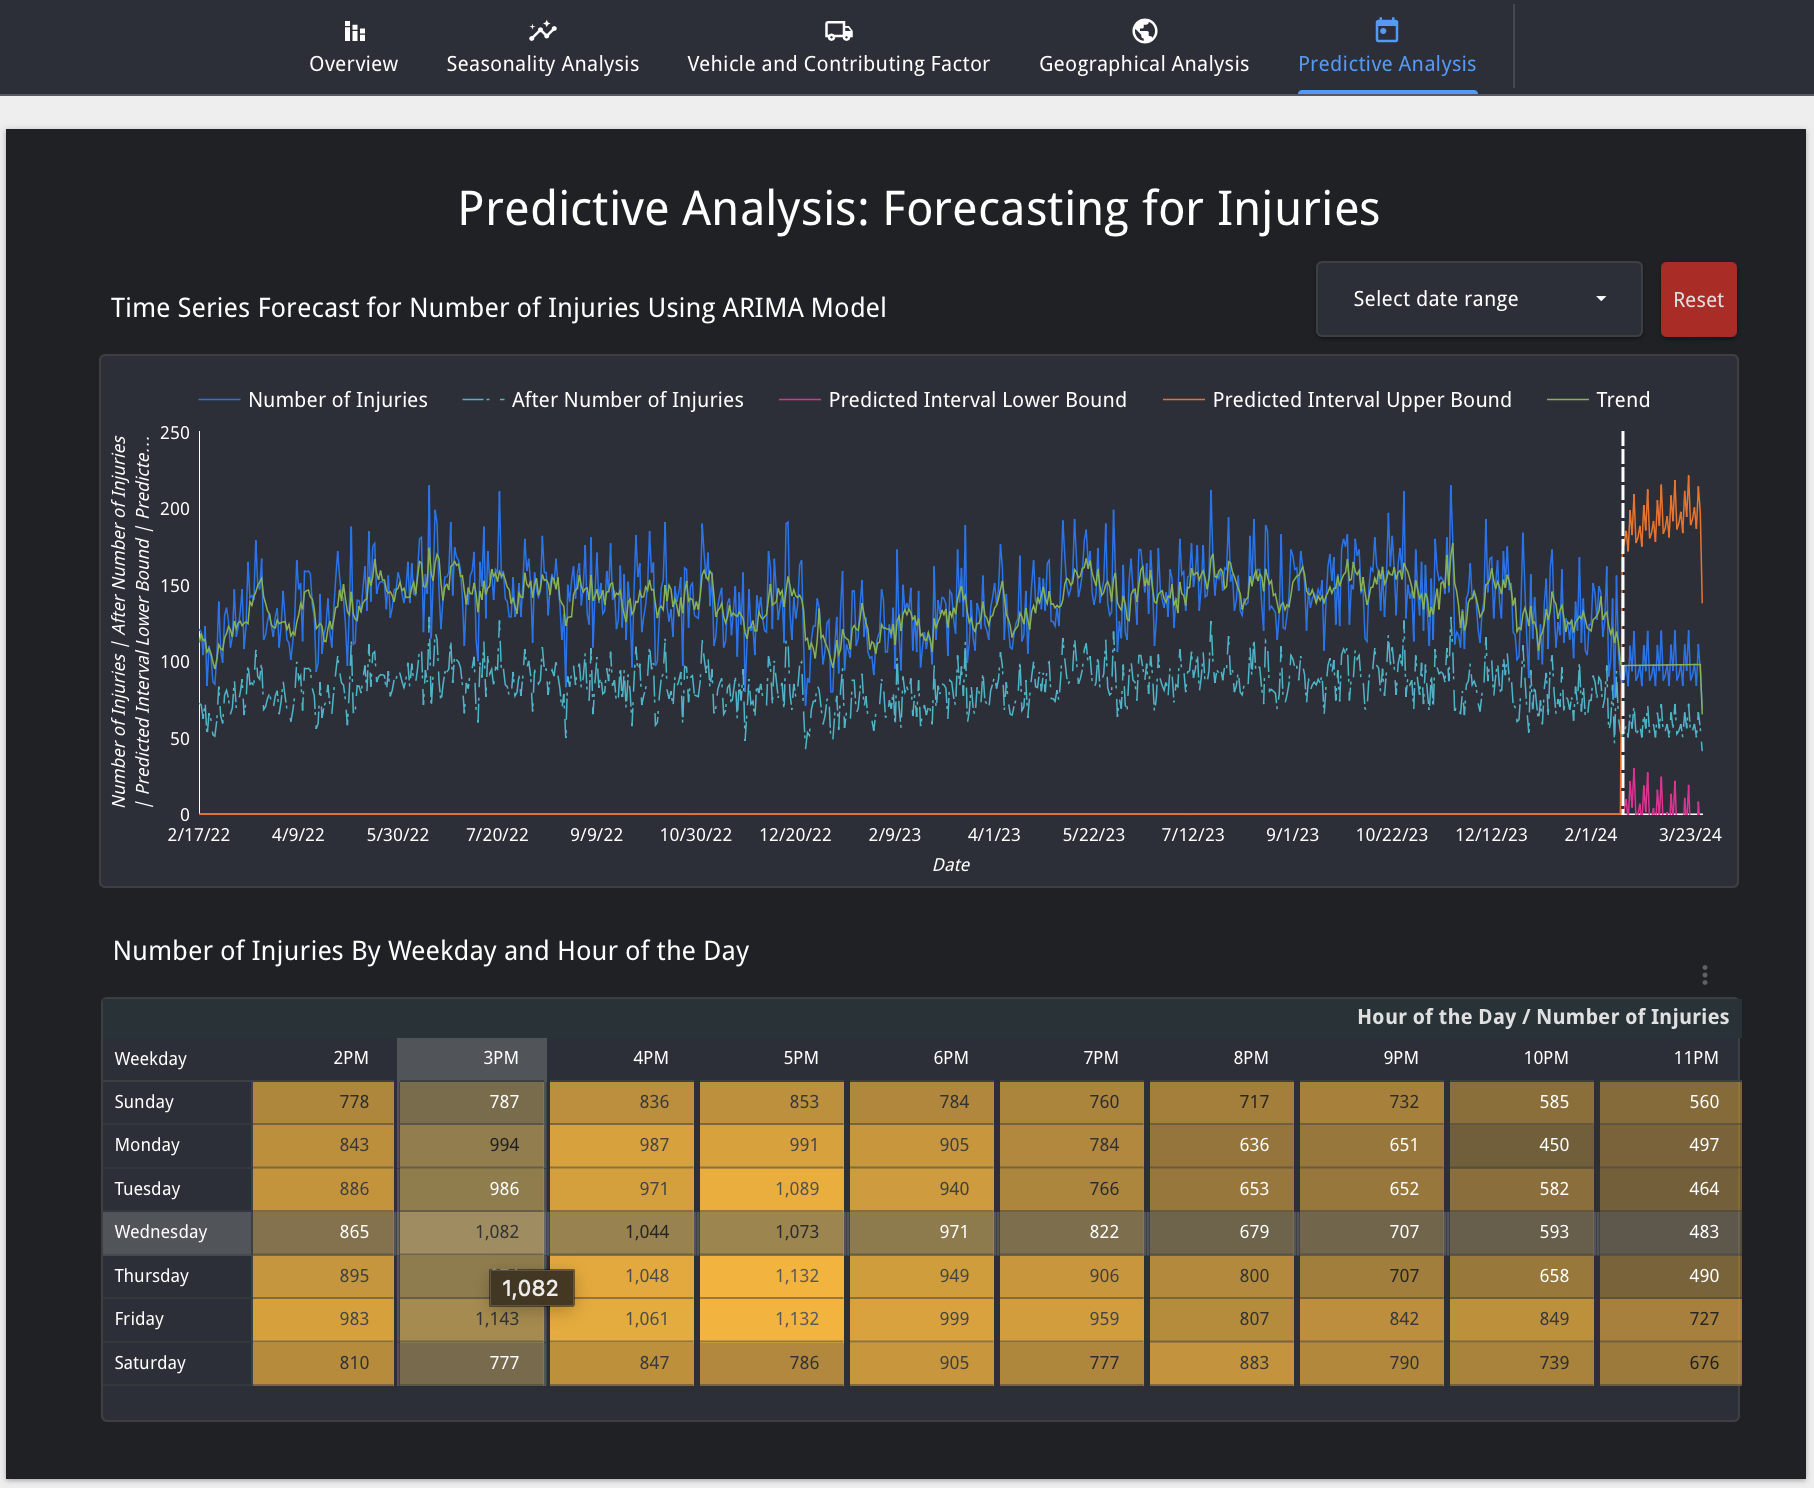 Overview
Seasonality Analysis
Vehicle and Contributing Factor
Geographical Analysis
Predictive Analysis
Predictive Analysis: Forecasting for Injuries
Time Series Forecast for Number of Injuries Using ARIMA Model
Select date range
Reset
Number of Injuries After Number of Injuries Predicted Interval Lower Bound Predicted Interval Upper Bound Trend
Number of Injuries | After Number of Injuries
| Predicted Interval Lower Bound | Predicte...
250
200
150
100
50
0
2/17/22 4/9/22 5/30/22 7/20/22 9/9/22 10/30/22 12/20/22 2/9/23 4/1/23 5/22/23 7/12/23 9/1/23 10/22/23 12/12/23 2/1/24 3/23/24
Date
Number of Injuries By Weekday and Hour of the Day
Hour of the Day / Number of Injuries
Weekday 2PM 3PM 4PM 5PM 6PM 7PM 8PM 9PM 10PM 11PM
Sunday 778 787 836 853 784 760 717 732 585 560
Monday 843 994 987 991 905 784 636 651 450 497
Tuesday 886 986 971 1,089 940 766 653 652 582 464
Wednesday 865 1,082 1,044 1,073 971 822 679 707 593 483
Thursday 895 1,048 1,132 949 906 800 707 658 490
1,082
Friday 983 1,143 1,061 1,132 999 959 807 842 849 727
Saturday 810 777 847 786 905 777 883 790 739 676